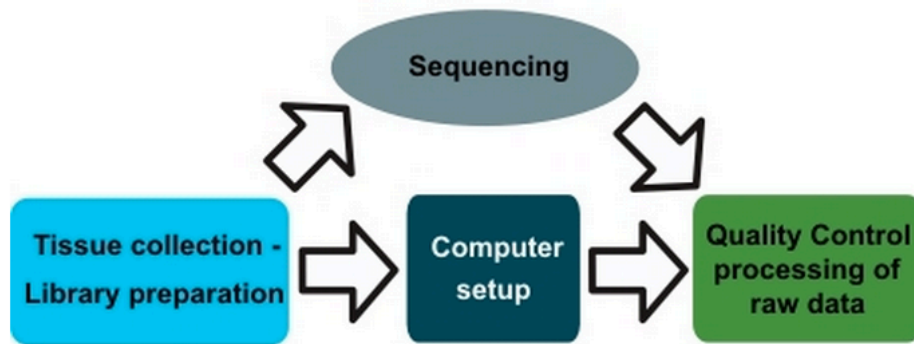 Sequencing
Tissue collection -
Library preparation
Computer
setup
Quality Control
processing of
raw data